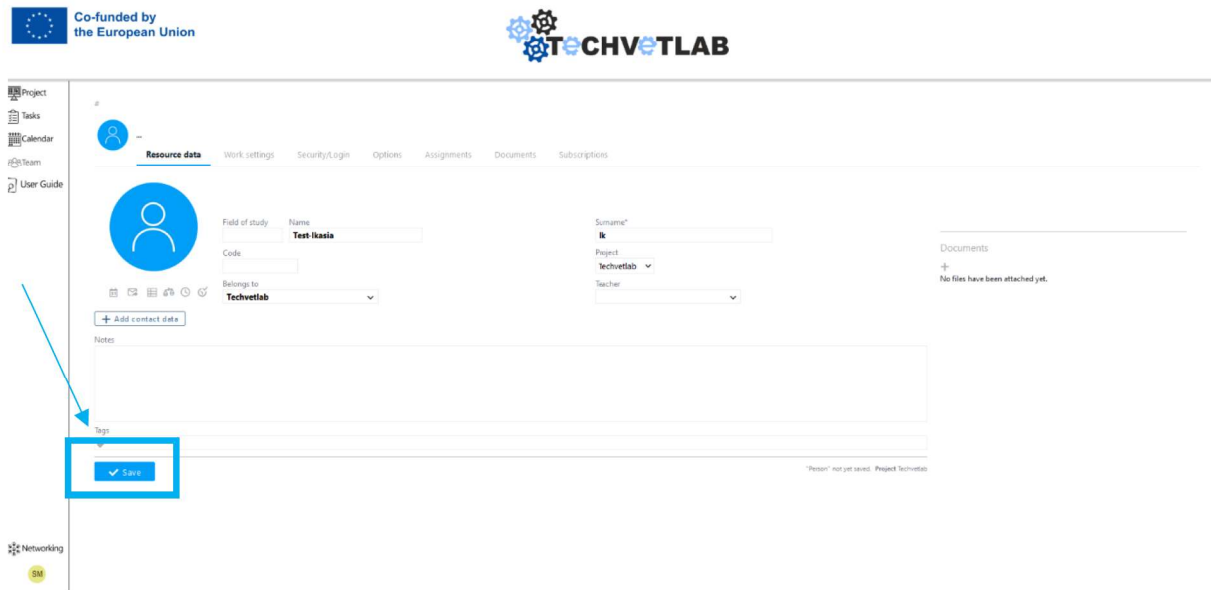 Co-funded by
the European Union
TeCHVeTLAB
Project
Tasks
Calendar
Team
User Guide
#
--
Resource data Work settings Security/Login Options Assignments Documents Subscriptions
Field of study Name Surname*
Test-Ikasia Ik
Code Project
Techvetlab
Belongs to Teacher
Techvetlab
+ Add contact data
Notes
Tags
Save
"Person" not yet saved. Project Techvetlab
Documents
+
No files have been attached yet.
Networking
SM